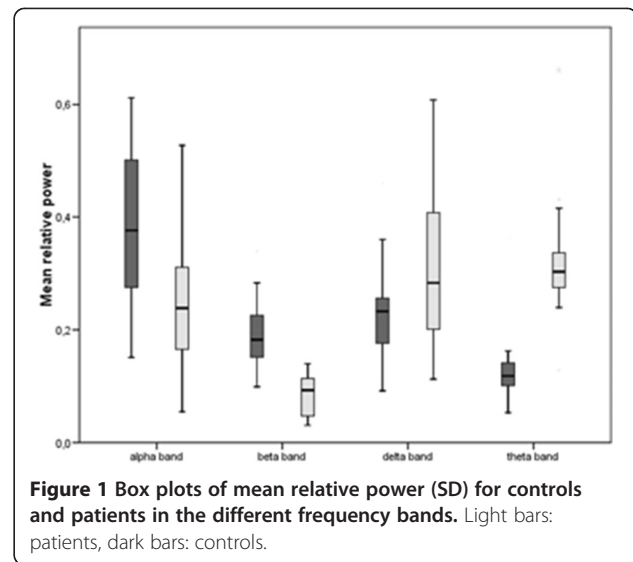 Mean relative power
0,6
0,4
0,2
0,0
alpha band beta band delta band theta band
Figure 1 Box plots of mean relative power (SD) for controls
and patients in the different frequency bands. Light bars:
patients, dark bars: controls.